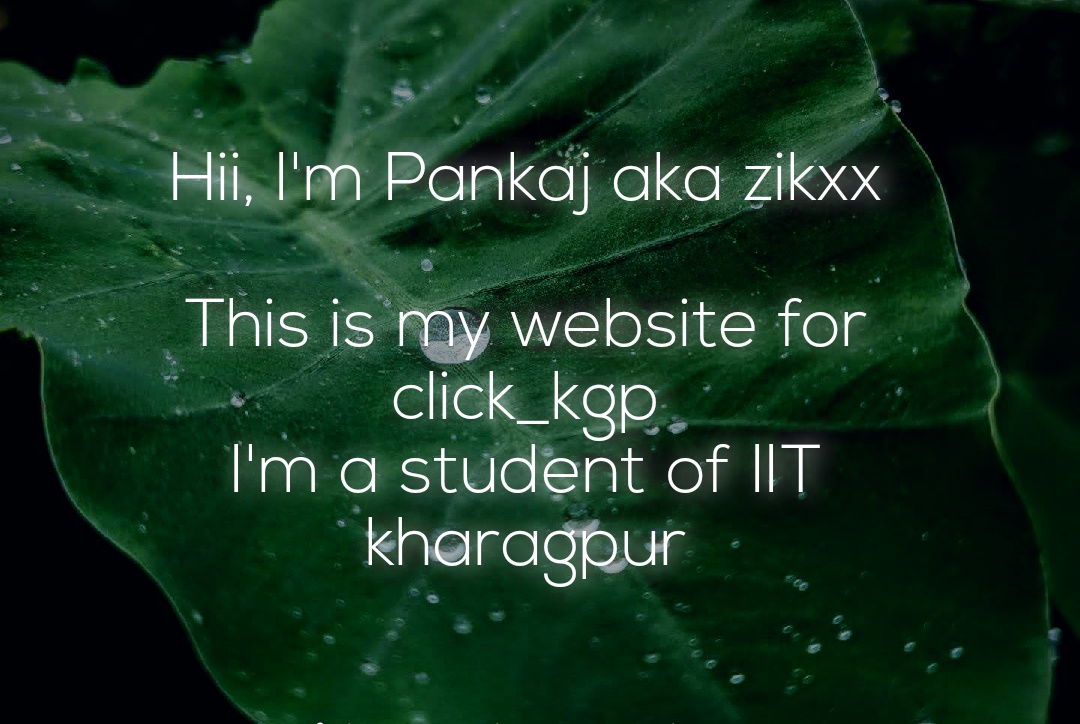 Hii, I'm Pankaj aka zikxx
This is my website for
click_kgp
I'm a student of IIT
kharagpur